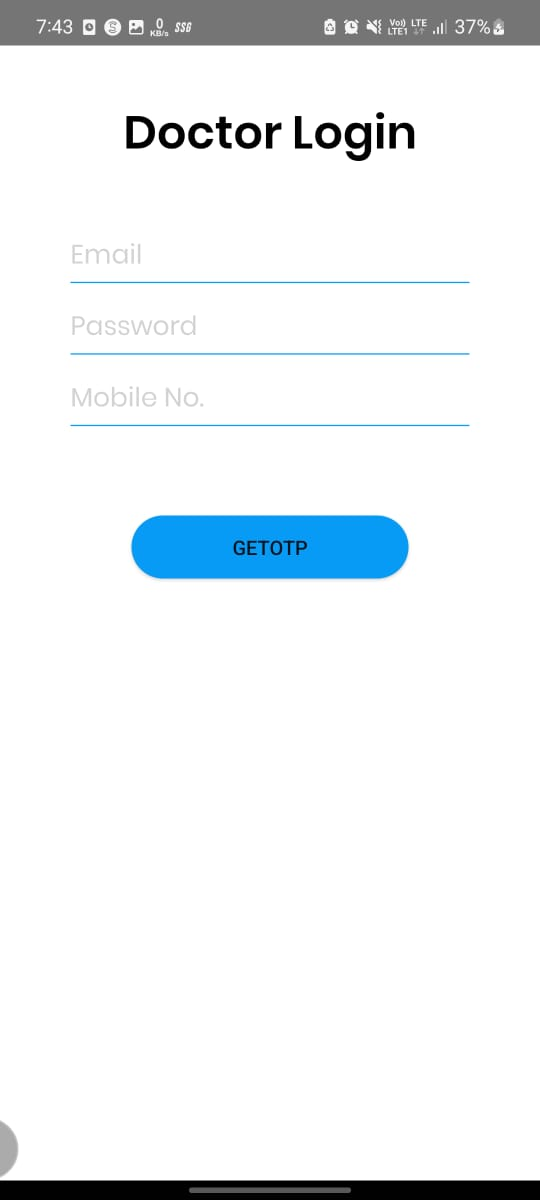 7:43 S 0 KB/s SSG Vo)) LTE LTE1 37%
Doctor Login
Email
Password
Mobile No.
GETOTP